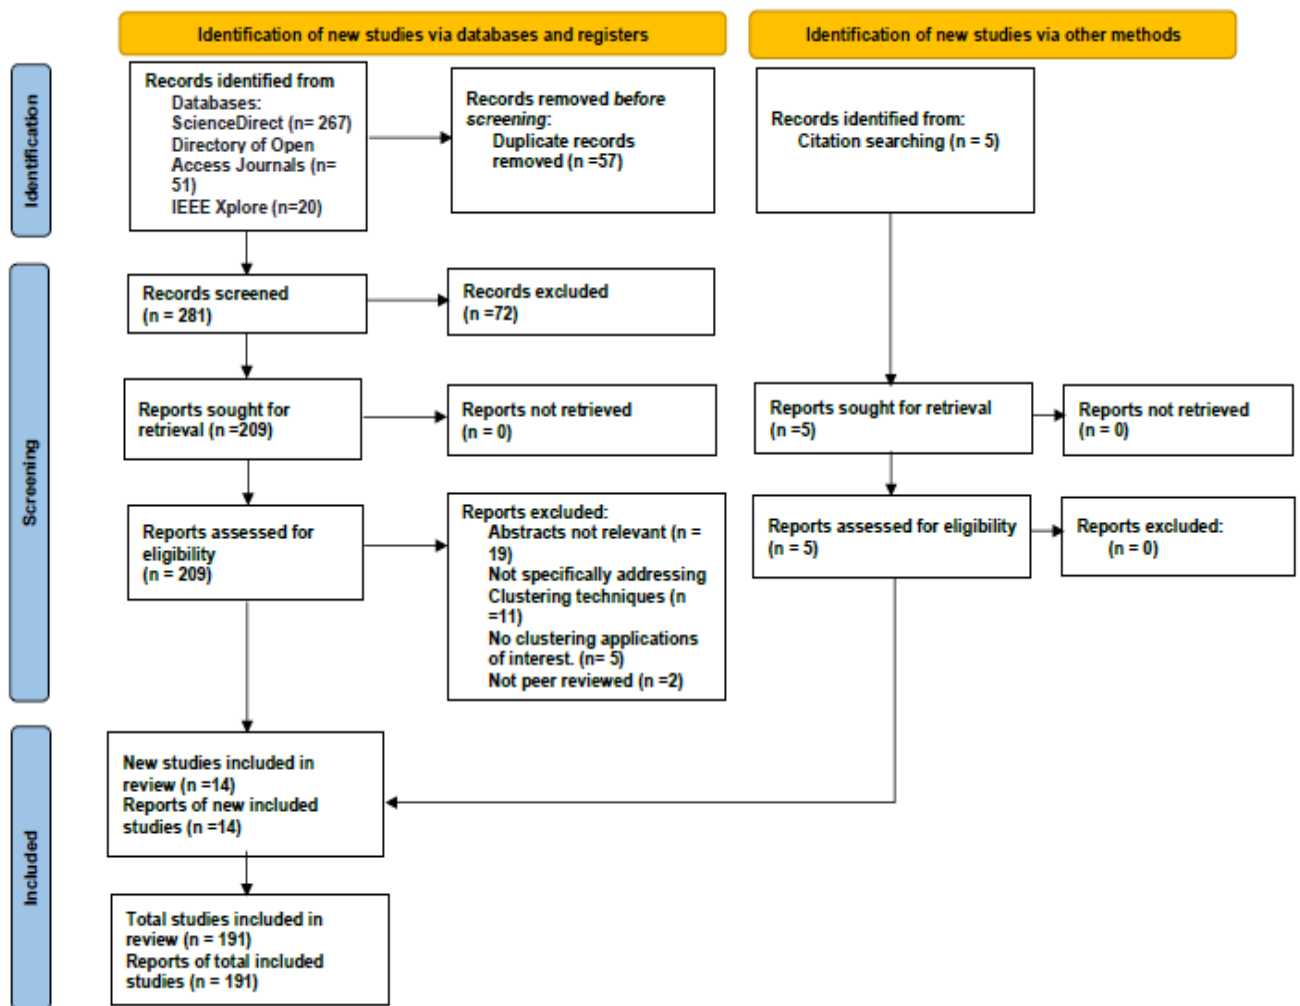 Identification of new studies via databases and registers
Identification of new studies via other methods
Identification
Records identified from
Databases:
ScienceDirect (n= 267)
Directory of Open
Access Journals (n=
51)
IEEE Xplore (n=20)
Records removed before
screening:
Duplicate records
removed (n =57)
Records identified from:
Citation searching (n = 5)
Screening
Records screened
(n = 281)
Records excluded
(n =72)
Reports sought for
retrieval (n =209)
Reports not retrieved
(n = 0)
Reports sought for retrieval
(n =5)
Reports not retrieved
(n = 0)
Reports assessed for
eligibility
(n = 209)
Reports excluded:
Abstracts not relevant (n =
19)
Not specifically addressing
Clustering techniques (n
=11)
No clustering applications
of interest. (n= 5)
Not peer reviewed (n =2)
Reports assessed for eligibility
(n = 5)
Reports excluded:
(n = 0)
Included
New studies included in
review (n =14)
Reports of new included
studies (n =14)
Total studies included in
review (n = 191)
Reports of total included
studies (n = 191)